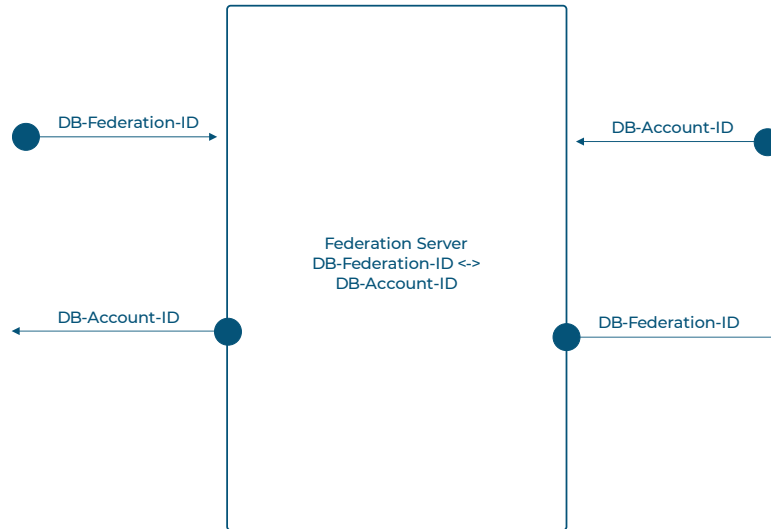 DB-Federation-ID
DB-Account-ID
Federation Server
DB-Federation-ID <->
DB-Account-ID
DB-Account-ID
DB-Federation-ID